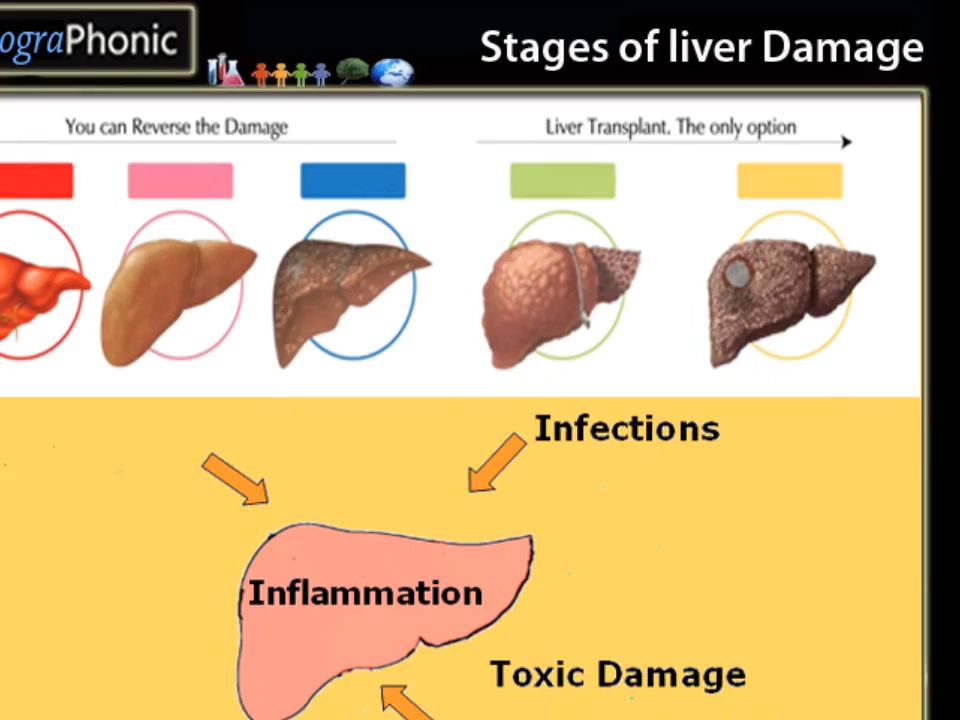 ograPhonic
Stages of liver Damage
You can Reverse the Damage
Liver Transplant. The only option
Infections
Inflammation
Toxic Damage